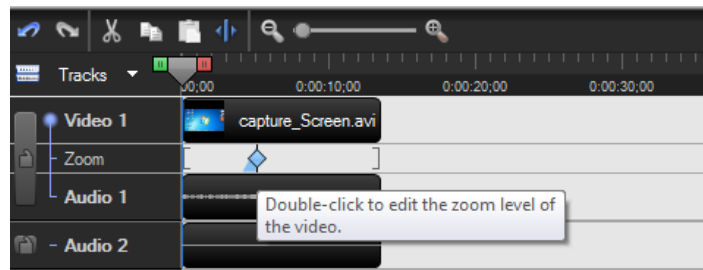 Tracks
00;00
0:00:10;00
0:00:20;00
0:00:30;00
Video 1
capture_Screen.avi
Zoom
Audio 1
Double-click to edit the zoom level of
the video.
Audio 2